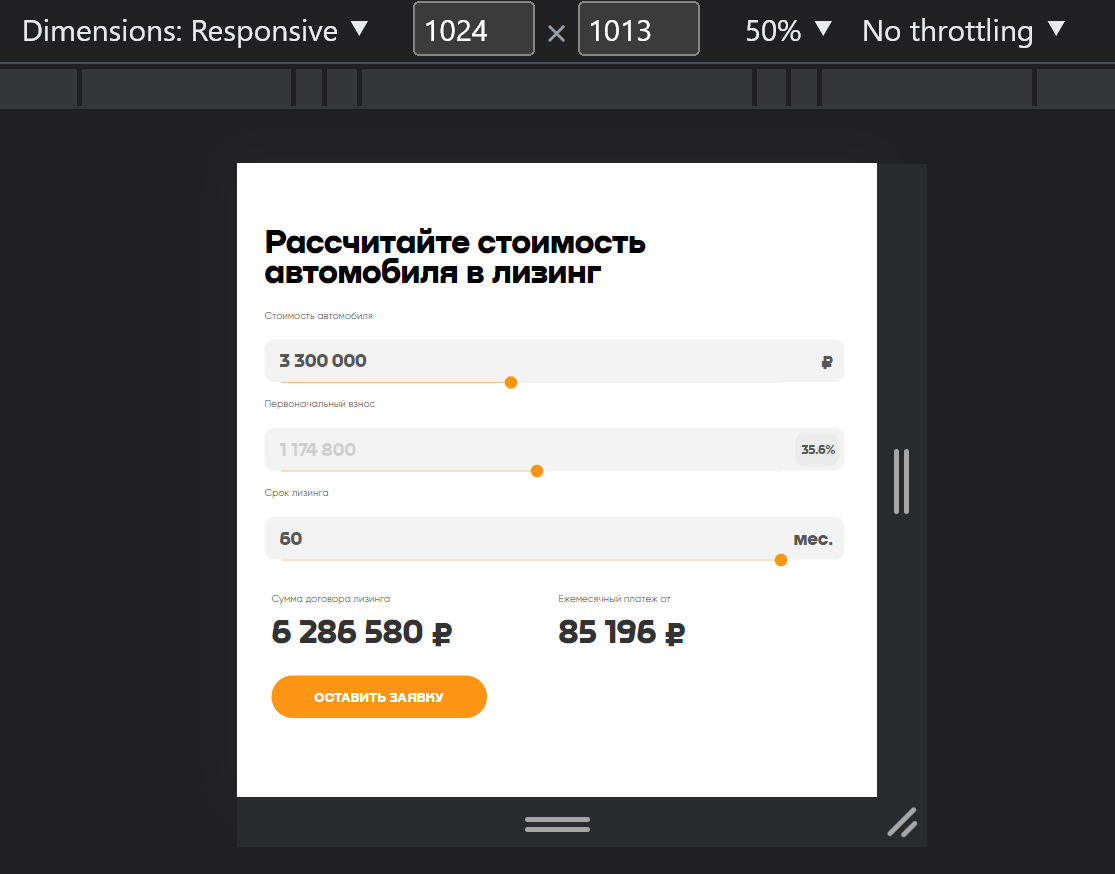 Dimensions: Responsive ▼ 1024 × 1013 50% ▼ No throttling ▼
Рассчитайте стоимость
автомобиля в лизинг
Стоимость автомобиля
3 300 000 ₽
Первоначальный взнос
1 174 800 35.6%
Срок лизинга
60 мес.
Сумма договора лизинга Ежемесячный платеж от
6 286 580 ₽ 85 196 ₽
ОСТАВИТЬ ЗАЯВКУ